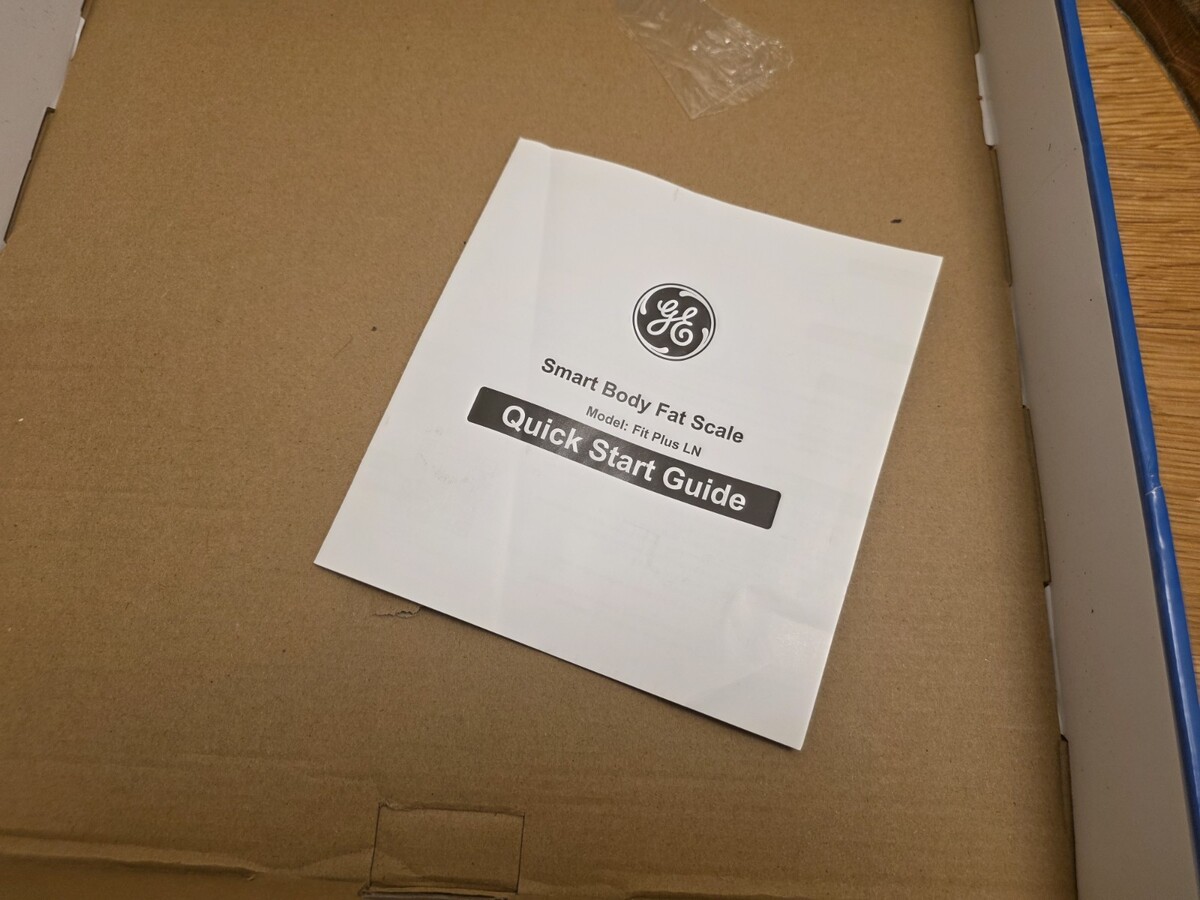 GE
Smart Body Fat Scale
Model: Fit Plus LN
Quick Start Guide